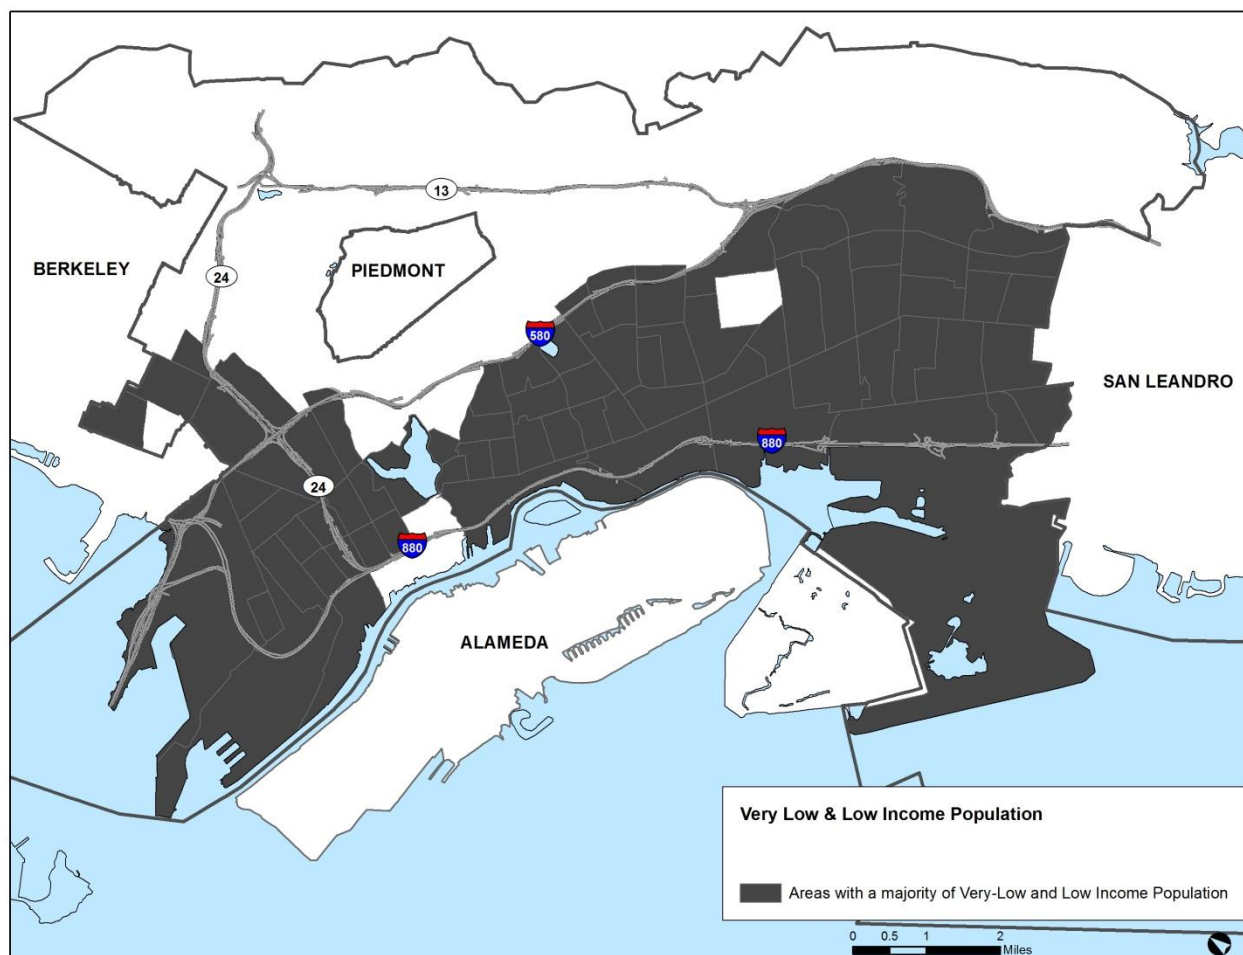 13
BERKELEY
PIEDMONT
24
580
SAN LEANDRO
880
24
880
ALAMEDA
Very Low & Low Income Population
Areas with a majority of Very-Low and Low Income Population
0 0.5 1 2
Miles